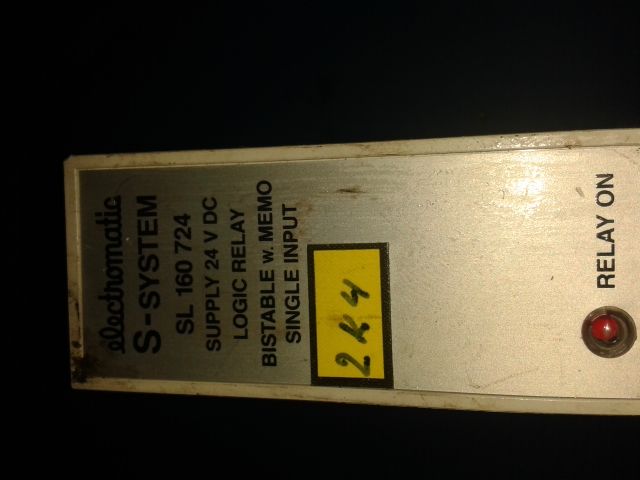 electromatic
S-SYSTEM
SL 160 724
SUPPLY 24 V DC
LOGIC RELAY
BISTABLE w. MEMO
SINGLE INPUT
2K4
RELAY ON